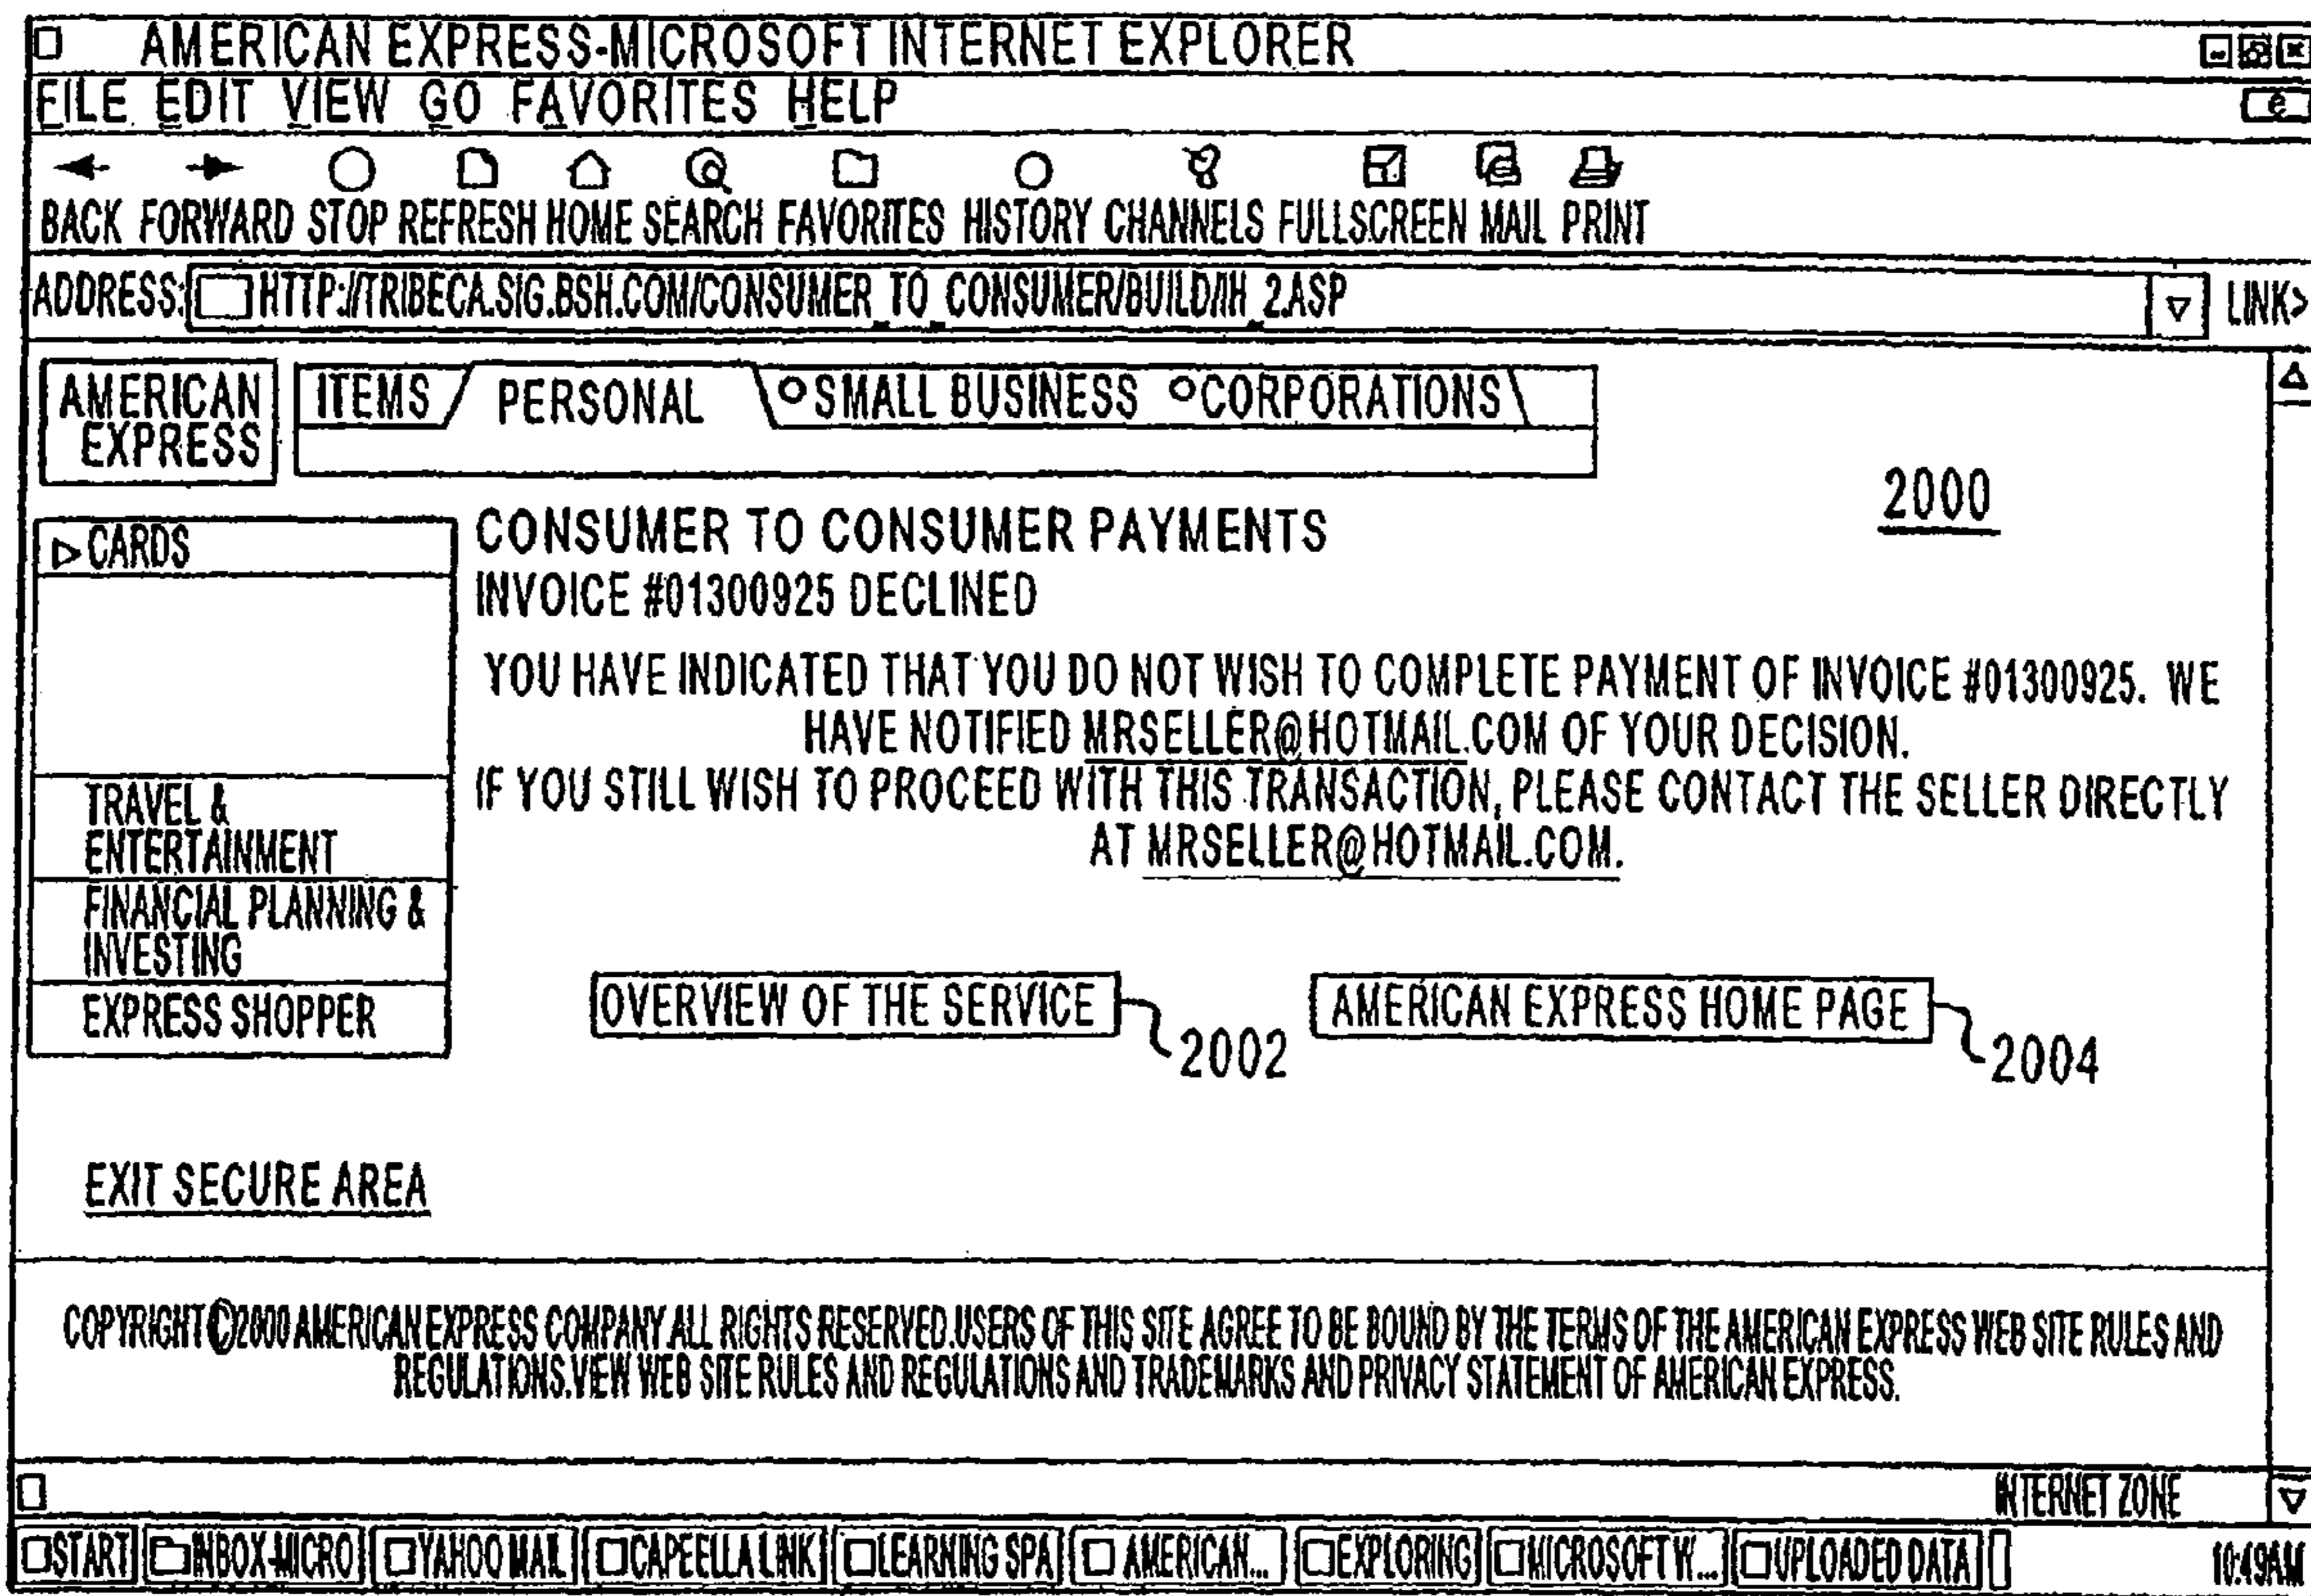 AMERICAN EXPRESS-MICROSOFT INTERNET EXPLORER
FILE EDIT VIEW GO FAVORITES HELP
BACK FORWARD STOP REFRESH HOME SEARCH FAVORITES HISTORY CHANNELS FULLSCREEN MAIL PRINT
ADDRESS: HTTP://TRIBECA.SIG.BSH.COM/CONSUMER_TO_CONSUMER/BUILD/IH_2.ASP LINK>
AMERICAN
EXPRESS
ITEMS PERSONAL SMALL BUSINESS CORPORATIONS
2000
CARDS
TRAVEL &
ENTERTAINMENT
FINANCIAL PLANNING &
INVESTING
EXPRESS SHOPPER
CONSUMER TO CONSUMER PAYMENTS
INVOICE #01300925 DECLINED
YOU HAVE INDICATED THAT YOU DO NOT WISH TO COMPLETE PAYMENT OF INVOICE #01300925. WE
HAVE NOTIFIED MRSELLER@HOTMAIL.COM OF YOUR DECISION.
IF YOU STILL WISH TO PROCEED WITH THIS TRANSACTION, PLEASE CONTACT THE SELLER DIRECTLY
AT MRSELLER@HOTMAIL.COM.
OVERVIEW OF THE SERVICE 2002
AMERICAN EXPRESS HOME PAGE 2004
EXIT SECURE AREA
COPYRIGHT ©2000 AMERICAN EXPRESS COMPANY.ALL RIGHTS RESERVED.USERS OF THIS SITE AGREE TO BE BOUND BY THE TERMS OF THE AMERICAN EXPRESS WEB SITE RULES AND
REGULATIONS.VIEW WEB SITE RULES AND REGULATIONS AND TRADEMARKS AND PRIVACY STATEMENT OF AMERICAN EXPRESS.
INTERNET ZONE
START INBOX-MICRO YAHOO MAIL CAPEELLA LINK LEARNING SPA AMERICAN... EXPLORING MICROSOFT W... UPLOADED DATA 10:49AM